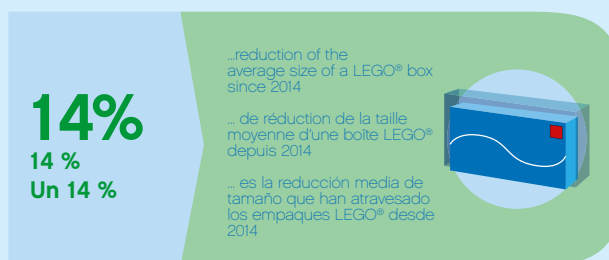 14%
14 %
Un 14 %
...reduction of the
average size of a LEGO® box
since 2014
... de réduction de la taille
moyenne d'une boîte LEGO®
depuis 2014
... es la reducción media de
tamaño que han atravesado
los empaques LEGO® desde
2014